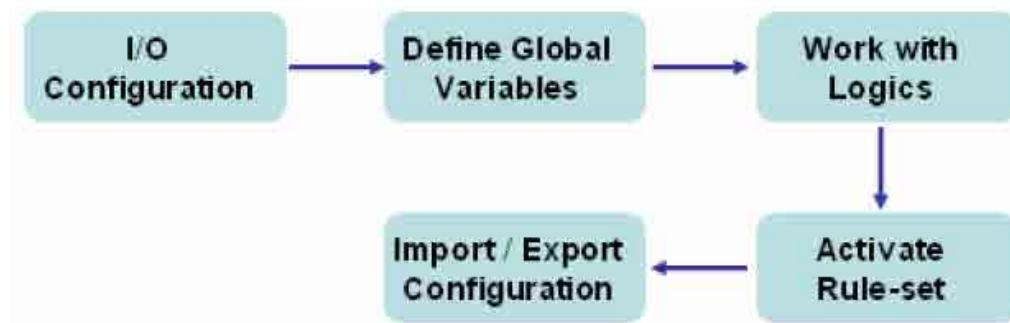 I/O
Configuration
Define Global
Variables
Work with
Logics
Activate
Rule-set
Import / Export
Configuration